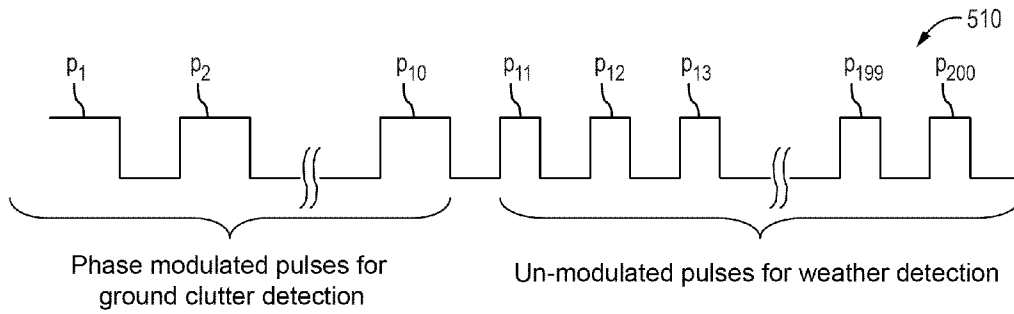 510
p1 p2 p10 p11 p12 p13 p199 p200
Phase modulated pulses for
ground clutter detection
Un-modulated pulses for weather detection